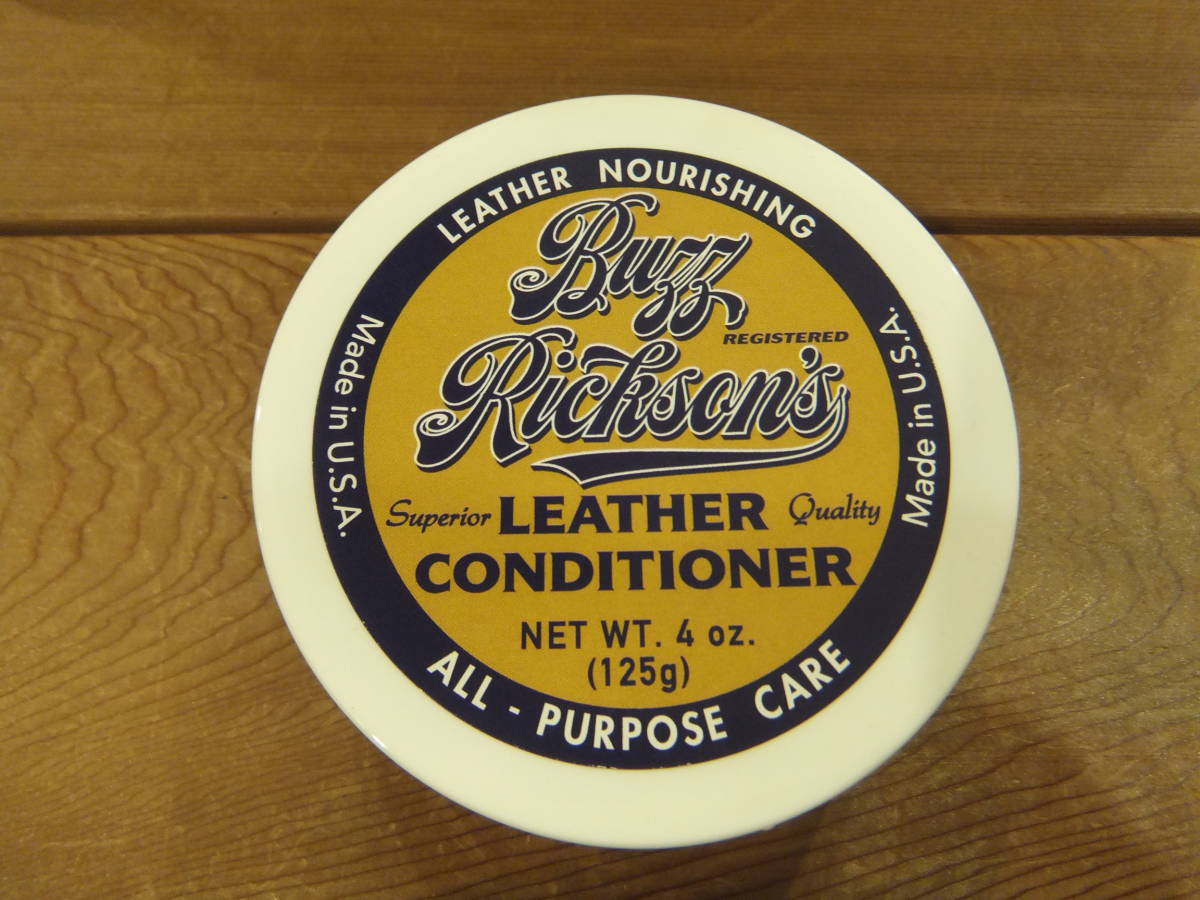 LEATHER NOURISHING
Buzz
REGISTERED
Rickson's
Superior LEATHER Quality
CONDITIONER
NET WT. 4 oz.
(125g)
ALL - PURPOSE CARE
Made in U.S.A.
Made in U.S.A.